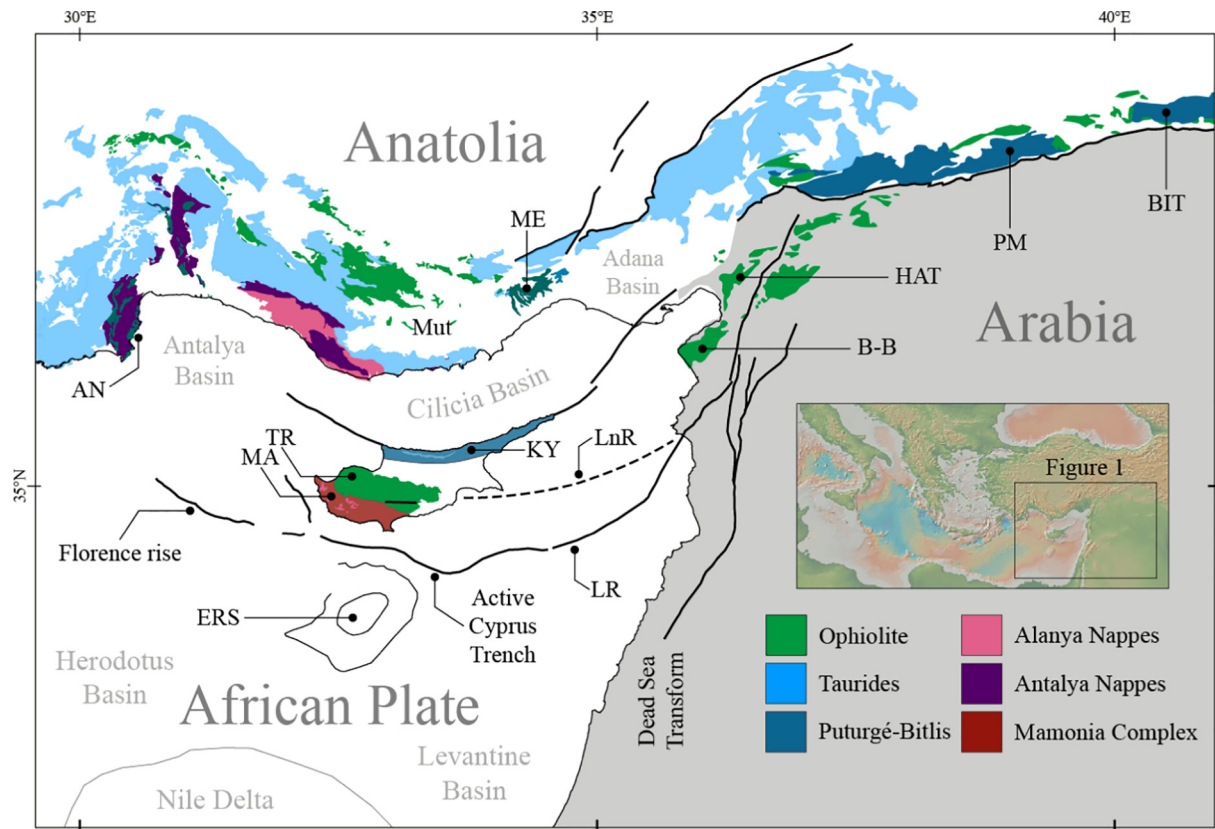 30°E
35°E
40°E
Anatolia
ME
BIT
PM
Adana
Basin
HAT
Mut
Arabia
Antalya
Basin
B-B
AN
Cilicia Basin
TR
MA
KY
LnR
35°N
Figure 1
Florence rise
LR
Active
Cyprus
Trench
ERS
Herodotus
Basin
African Plate
Dead Sea
Transform
Levantine
Basin
Nile Delta
Ophiolite
Alanya Nappes
Taurides
Antalya Nappes
Puturgé-Bitlis
Mamonia Complex